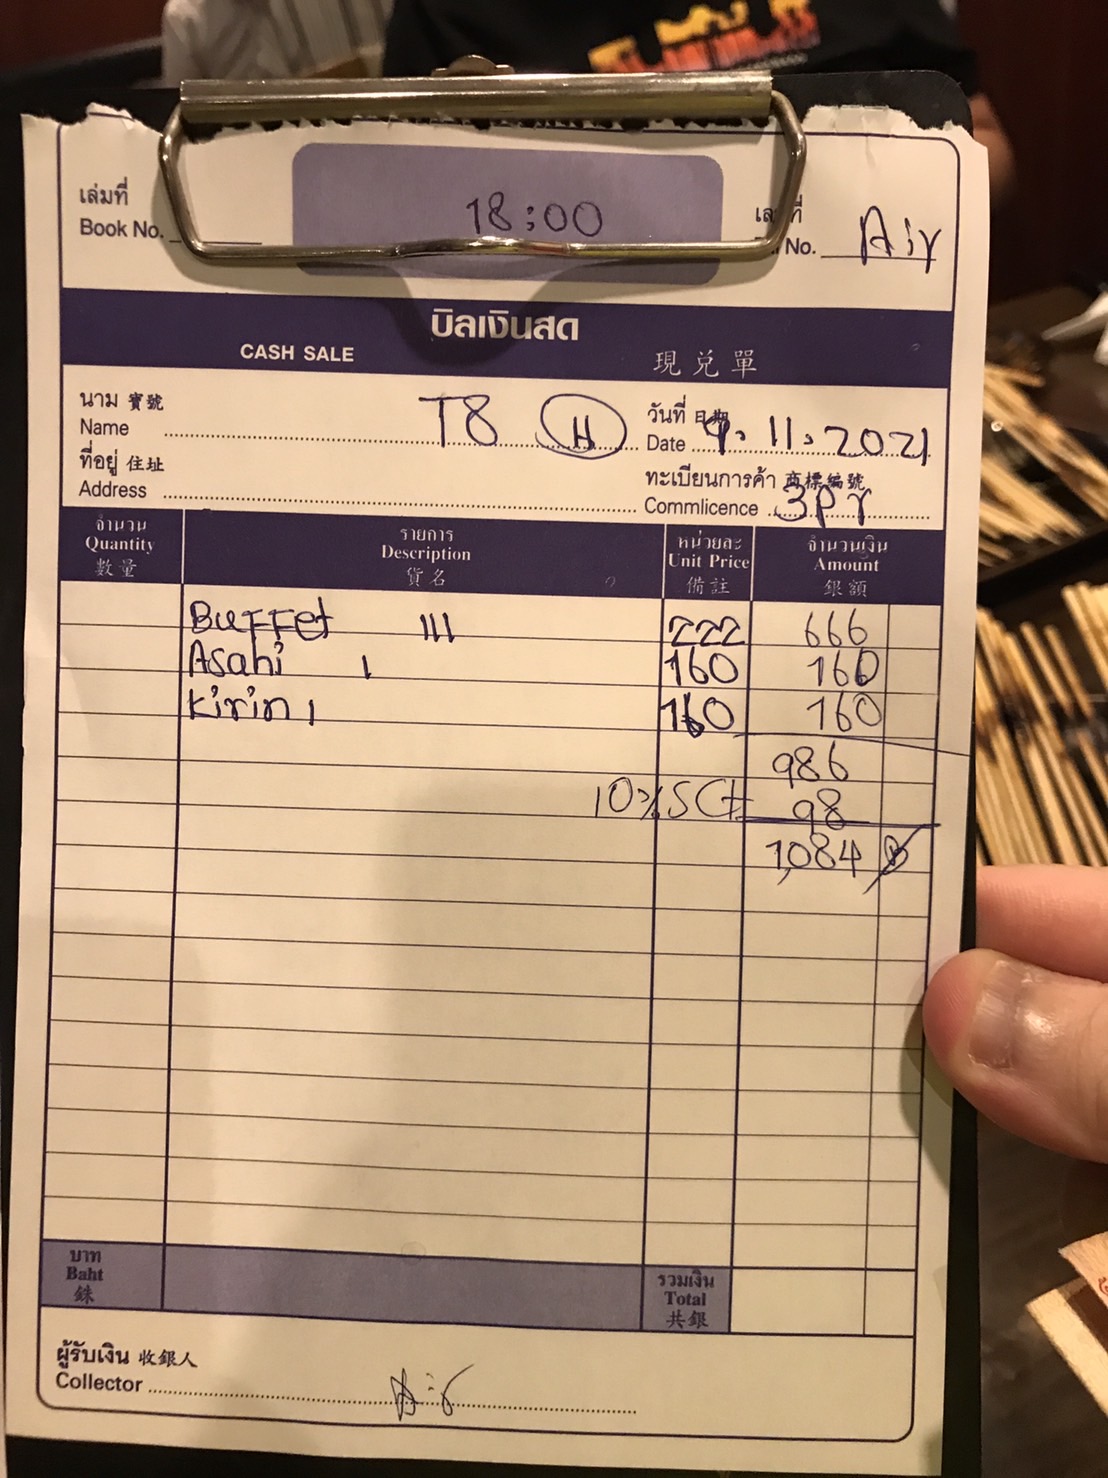 เล่มที่
Book No.
18:00
No. Air
บิลเงินสด
CASH SALE
現兌單
นาม 寶號
Name T8 H
วันที่ 日期
Date 9.11.2021
ที่อยู่ 住址
Address
ทะเบียนการค้า 商標編號
Commlicence 3pr
จำนวน รายการ หน่วยละ จำนวนเงิน
Quantity Description Unit Price Amount
數量 貨名 備註 銀額
Buffet III 222 666
Asahi I 160 160
Kirin I 160 160
986
10% SCH 98
1,084 ฿
บาท
Baht
銖
รวมเงิน
Total
共銀
ผู้รับเงิน 收銀人
Collector Air